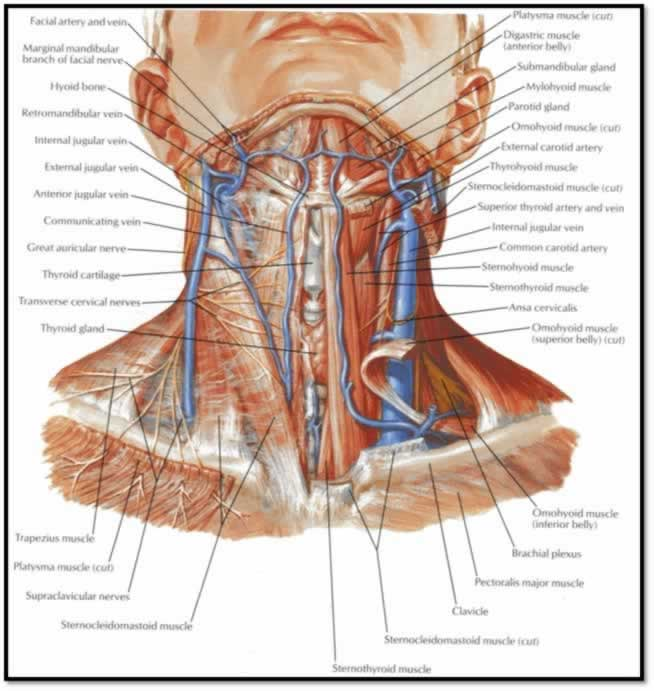 Facial artery and vein
Marginal mandibular
branch of facial nerve
Hyoid bone
Retromandibular vein
Internal jugular vein
External jugular vein
Anterior jugular vein
Communicating vein
Great auricular nerve
Thyroid cartilage
Transverse cervical nerves
Thyroid gland
Trapezius muscle
Platysma muscle (cut)
Supraclavicular nerves
Sternocleidomastoid muscle
Platysma muscle (cut)
Digastric muscle
(anterior belly)
Submandibular gland
Mylohyoid muscle
Parotid gland
Omohyoid muscle (cut)
External carotid artery
Thyrohyoid muscle
Sternocleidomastoid muscle (cut)
Superior thyroid artery and vein
Internal jugular vein
Common carotid artery
Sternohyoid muscle
Sternothyroid muscle
Ansa cervicalis
Omohyoid muscle
(superior belly) (cut)
Omohyoid muscle
(inferior belly)
Brachial plexus
Pectoralis major muscle
Clavicle
Sternocleidomastoid muscle (cut)
Sternothyroid muscle